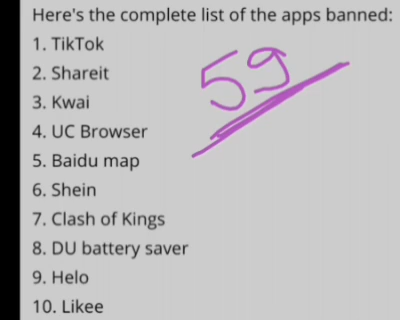 Here's the complete list of the apps banned:
1. TikTok
59
2. Shareit
3. Kwai
4. UC Browser
5. Baidu map
6. Shein
7. Clash of Kings
8. DU battery saver
9. Helo
10. Likee